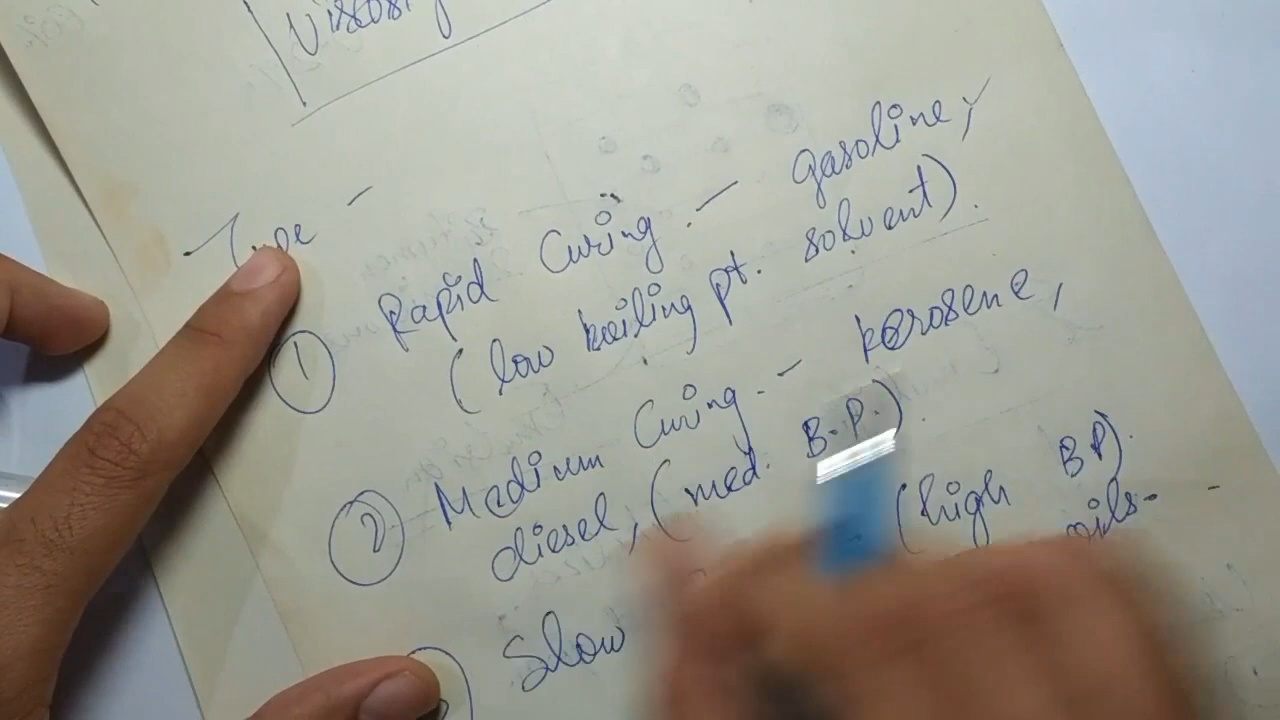 Type -
① Rapid Curing. - gasoline,
(low boiling pt. solvent).
② Medium Curing. - kerosene,
diesel, (med. B.P.).
Slow (high BP).
oils-